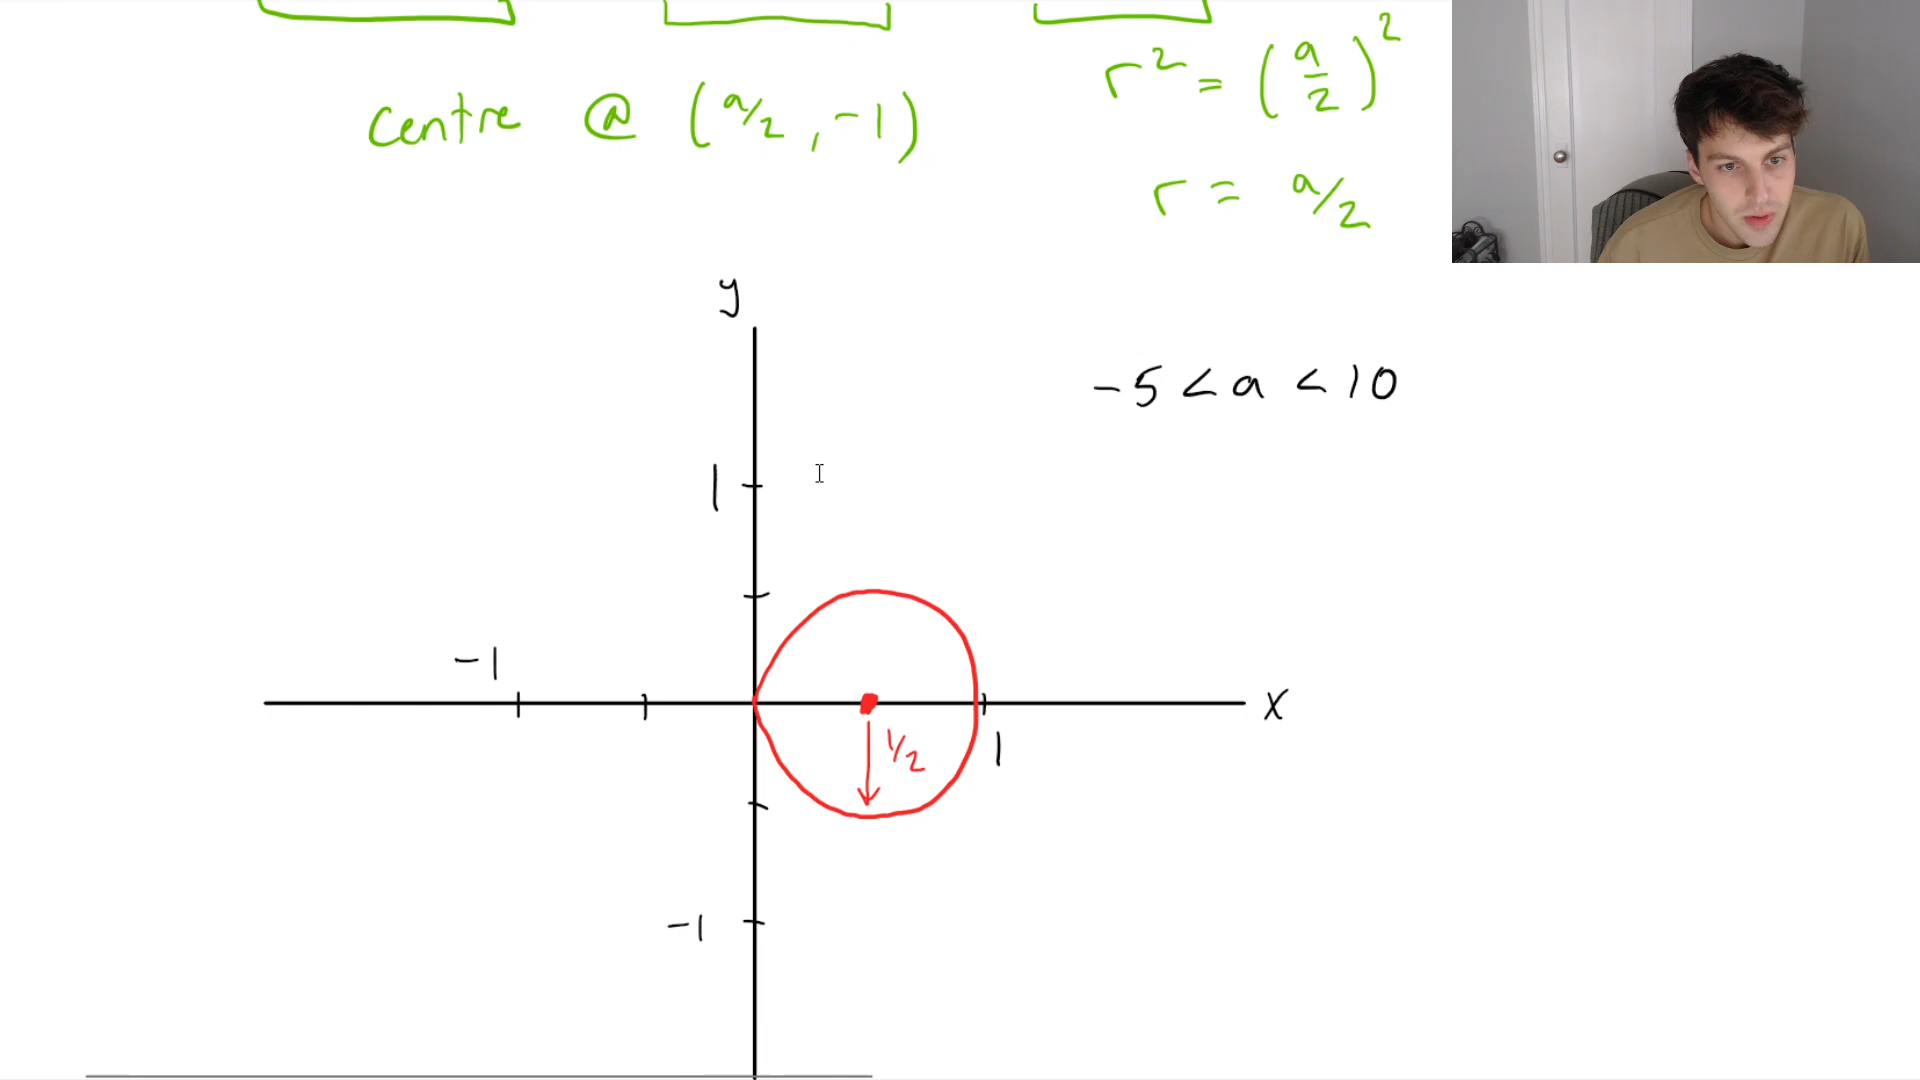 r² = (a/2)²
centre @ (a/2, -1)
r = a/2
y
-5 < a < 10
1
-1
x
1/2
1
-1